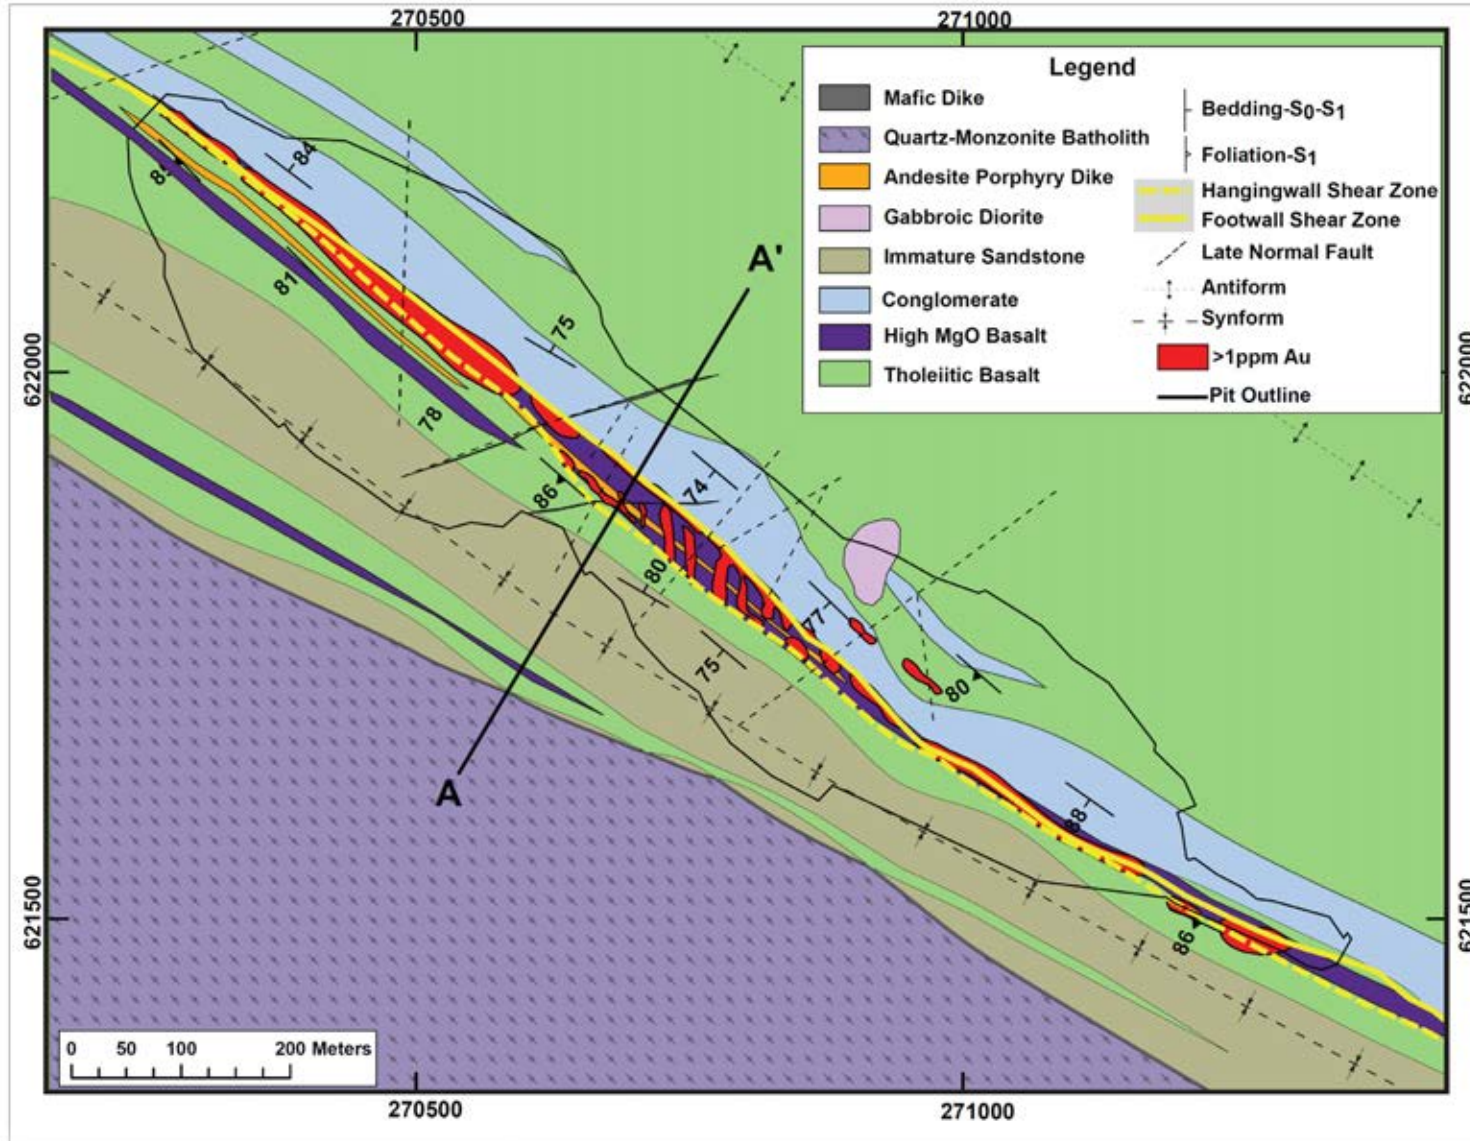 270500
271000
Legend
Mafic Dike
Quartz-Monzonite Batholith
Andesite Porphyry Dike
Gabbroic Diorite
Immature Sandstone
Conglomerate
High MgO Basalt
Tholeiitic Basalt
Bedding-S0-S1
Foliation-S1
Hangingwall Shear Zone
Footwall Shear Zone
Late Normal Fault
Antiform
Synform
>1ppm Au
Pit Outline
84
81
75
A'
622000
622000
78
86
74
80
77
75
80
A
88
86
621500
621500
0 50 100 200 Meters
270500
271000